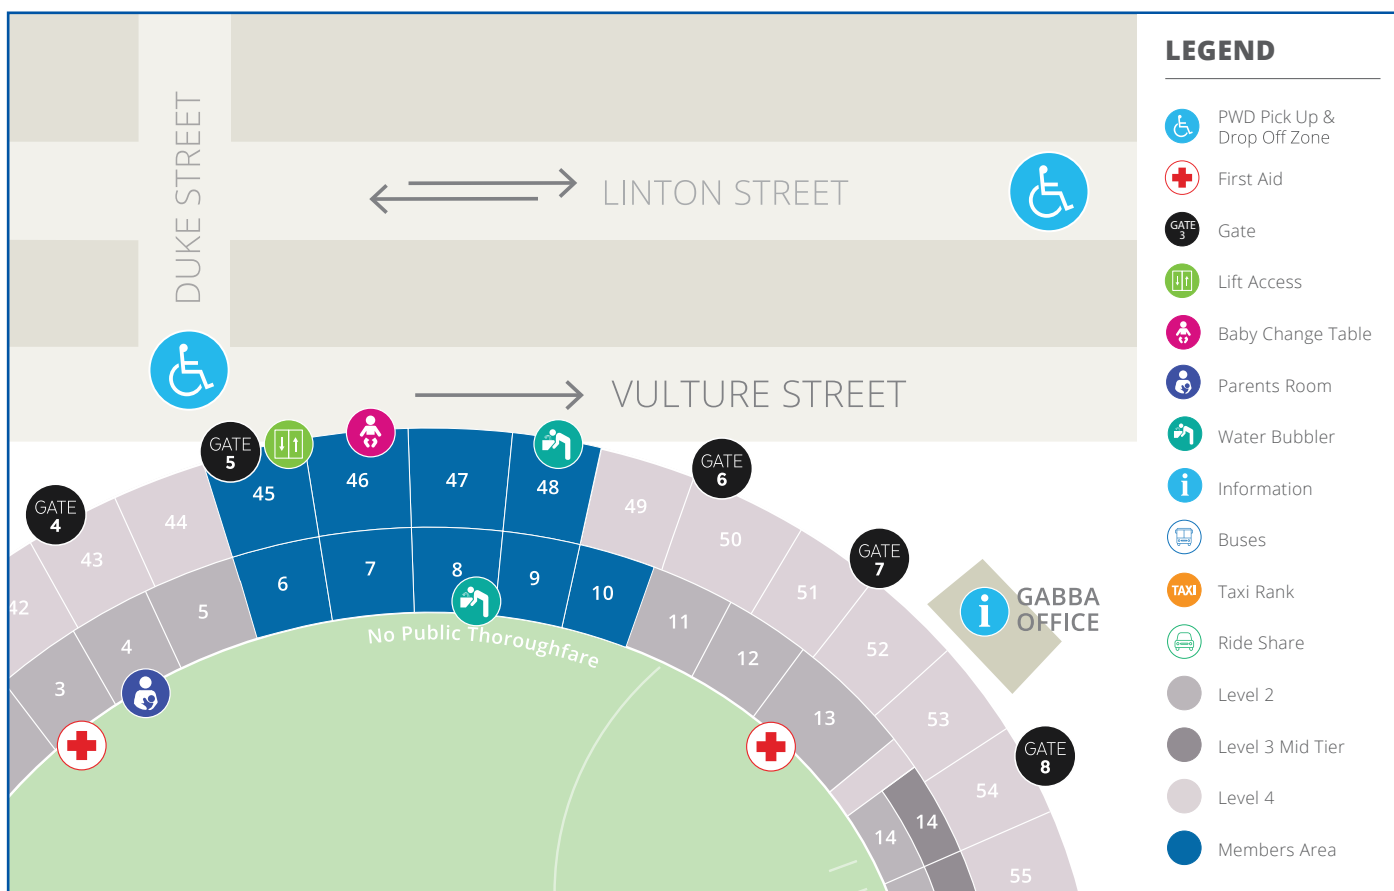 DUKE STREET
LINTON STREET
VULTURE STREET
GATE
4
GATE
5
GATE
6
GATE
7
GATE
8
GABBA
OFFICE
42
43
44
45
46
47
48
49
50
51
52
53
54
55
3
4
5
6
7
8
9
10
11
12
13
14
14
No Public Thoroughfare
LEGEND
PWD Pick Up &
Drop Off Zone
First Aid
GATE
3
Gate
Lift Access
Baby Change Table
Parents Room
Water Bubbler
i
Information
Buses
TAXI
Taxi Rank
Ride Share
Level 2
Level 3 Mid Tier
Level 4
Members Area